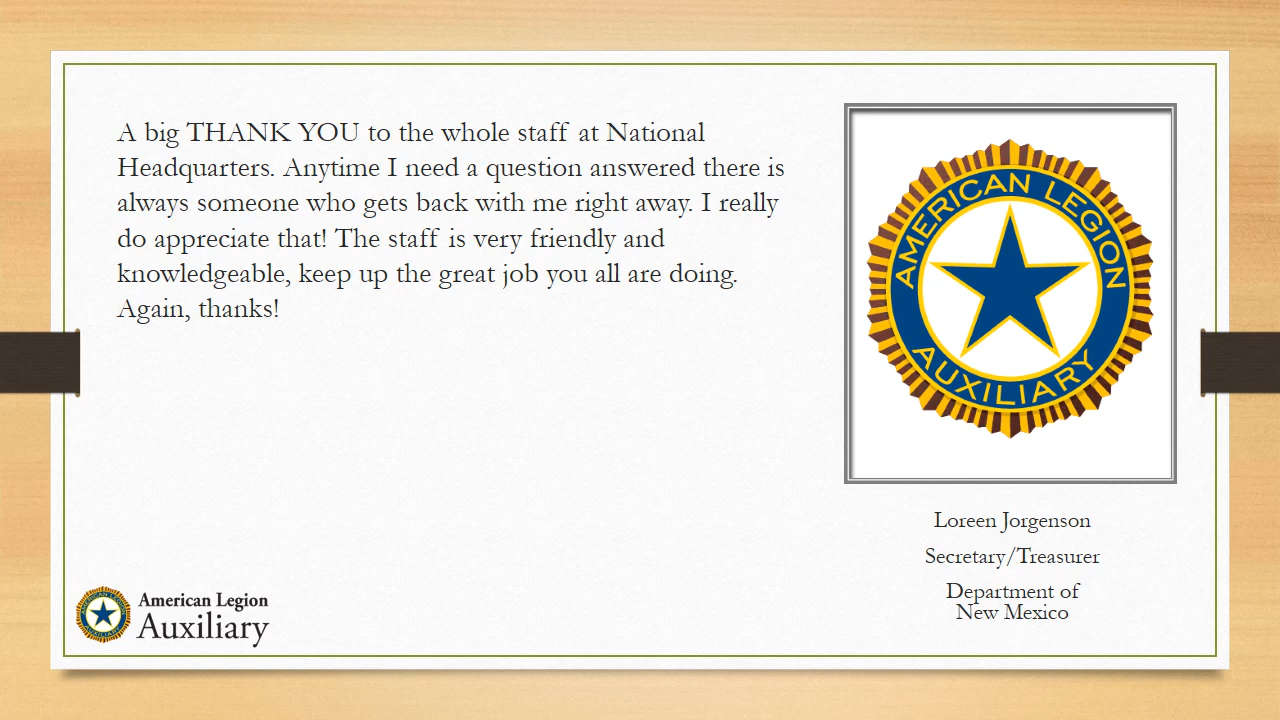 A big THANK YOU to the whole staff at National
Headquarters. Anytime I need a question answered there is
always someone who gets back with me right away. I really
do appreciate that! The staff is very friendly and
knowledgeable, keep up the great job you all are doing.
Again, thanks!
AMERICAN LEGION
AUXILIARY
Loreen Jorgenson
Secretary/Treasurer
Department of
New Mexico
AMERICAN LEGION
AUXILIARY
American Legion
Auxiliary